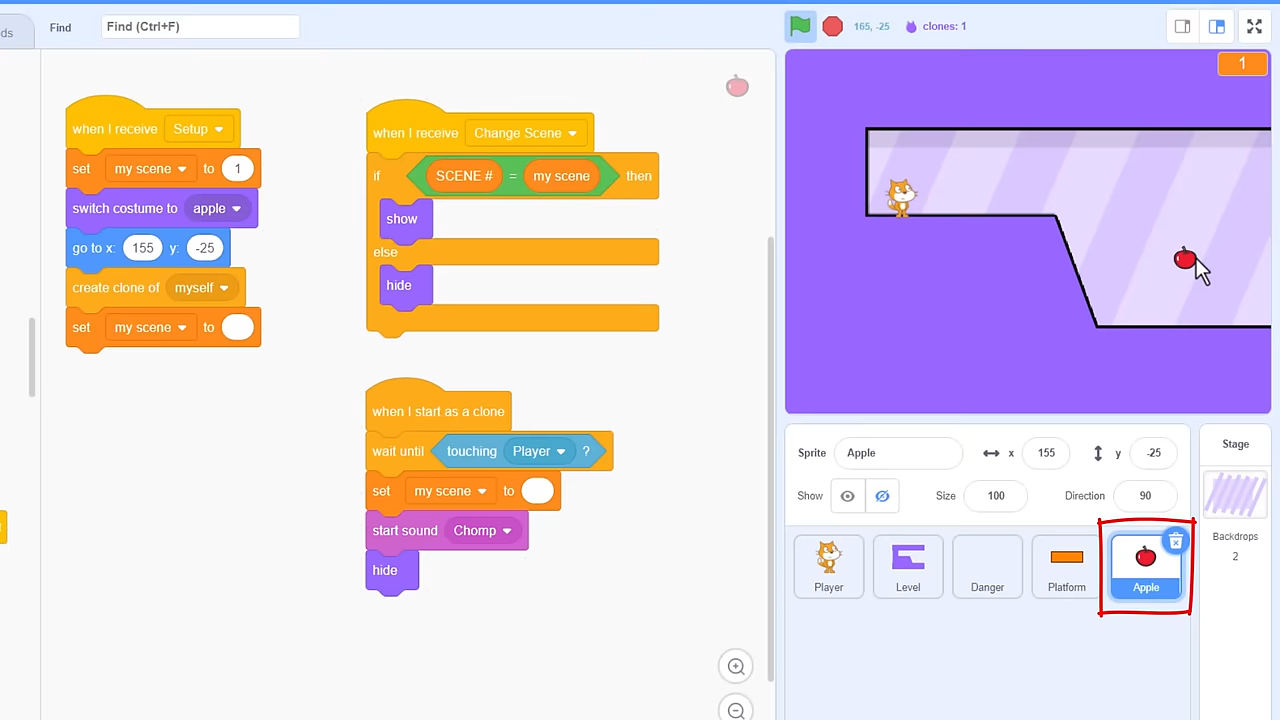 ds
Find
Find (Ctrl+F)
165, -25
clones: 1
1
when I receive Setup
set my scene to 1
switch costume to apple
go to x: 155 y: -25
create clone of myself
set my scene to
when I receive Change Scene
if SCENE # = my scene then
show
else
hide
when I start as a clone
wait until touching Player ?
set my scene to
start sound Chomp
hide
Sprite Apple x 155 y -25
Show Size 100 Direction 90
Player Level Danger Platform Apple
Stage
Backdrops
2